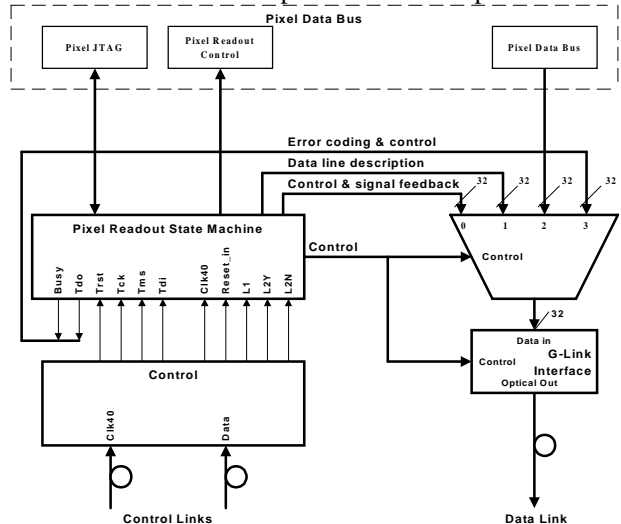 Pixel Data Bus
Pixel JTAG
Pixel Readout
Control
Pixel Data Bus
Error coding & control
Data line description
Control & signal feedback
32
32
32
32
Pixel Readout State Machine
0
1
2
3
Control
Control
Busy
Tdo
Trst
Tck
Tms
Tdi
Clk40
Reset_in
L1
L2Y
L2N
32
Data in
Control
G-Link
Interface
Optical Out
Control
Clk40
Data
Control Links
Data Link